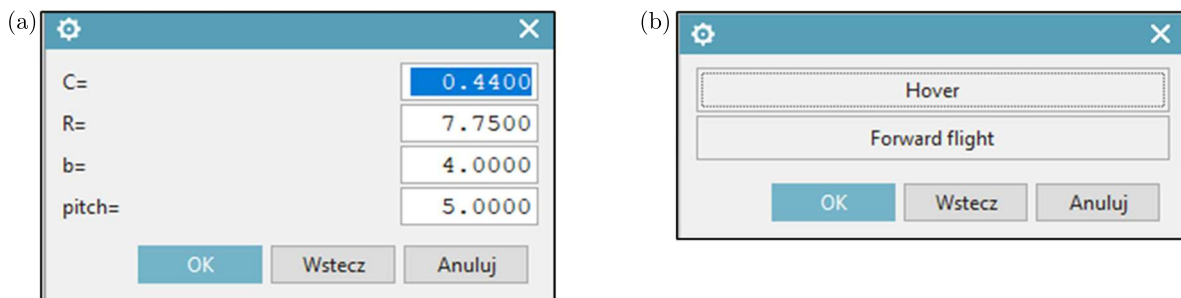 (a)
C= 0.4400
R= 7.7500
b= 4.0000
pitch= 5.0000
OK Wstecz Anuluj
(b)
Hover
Forward flight
OK Wstecz Anuluj